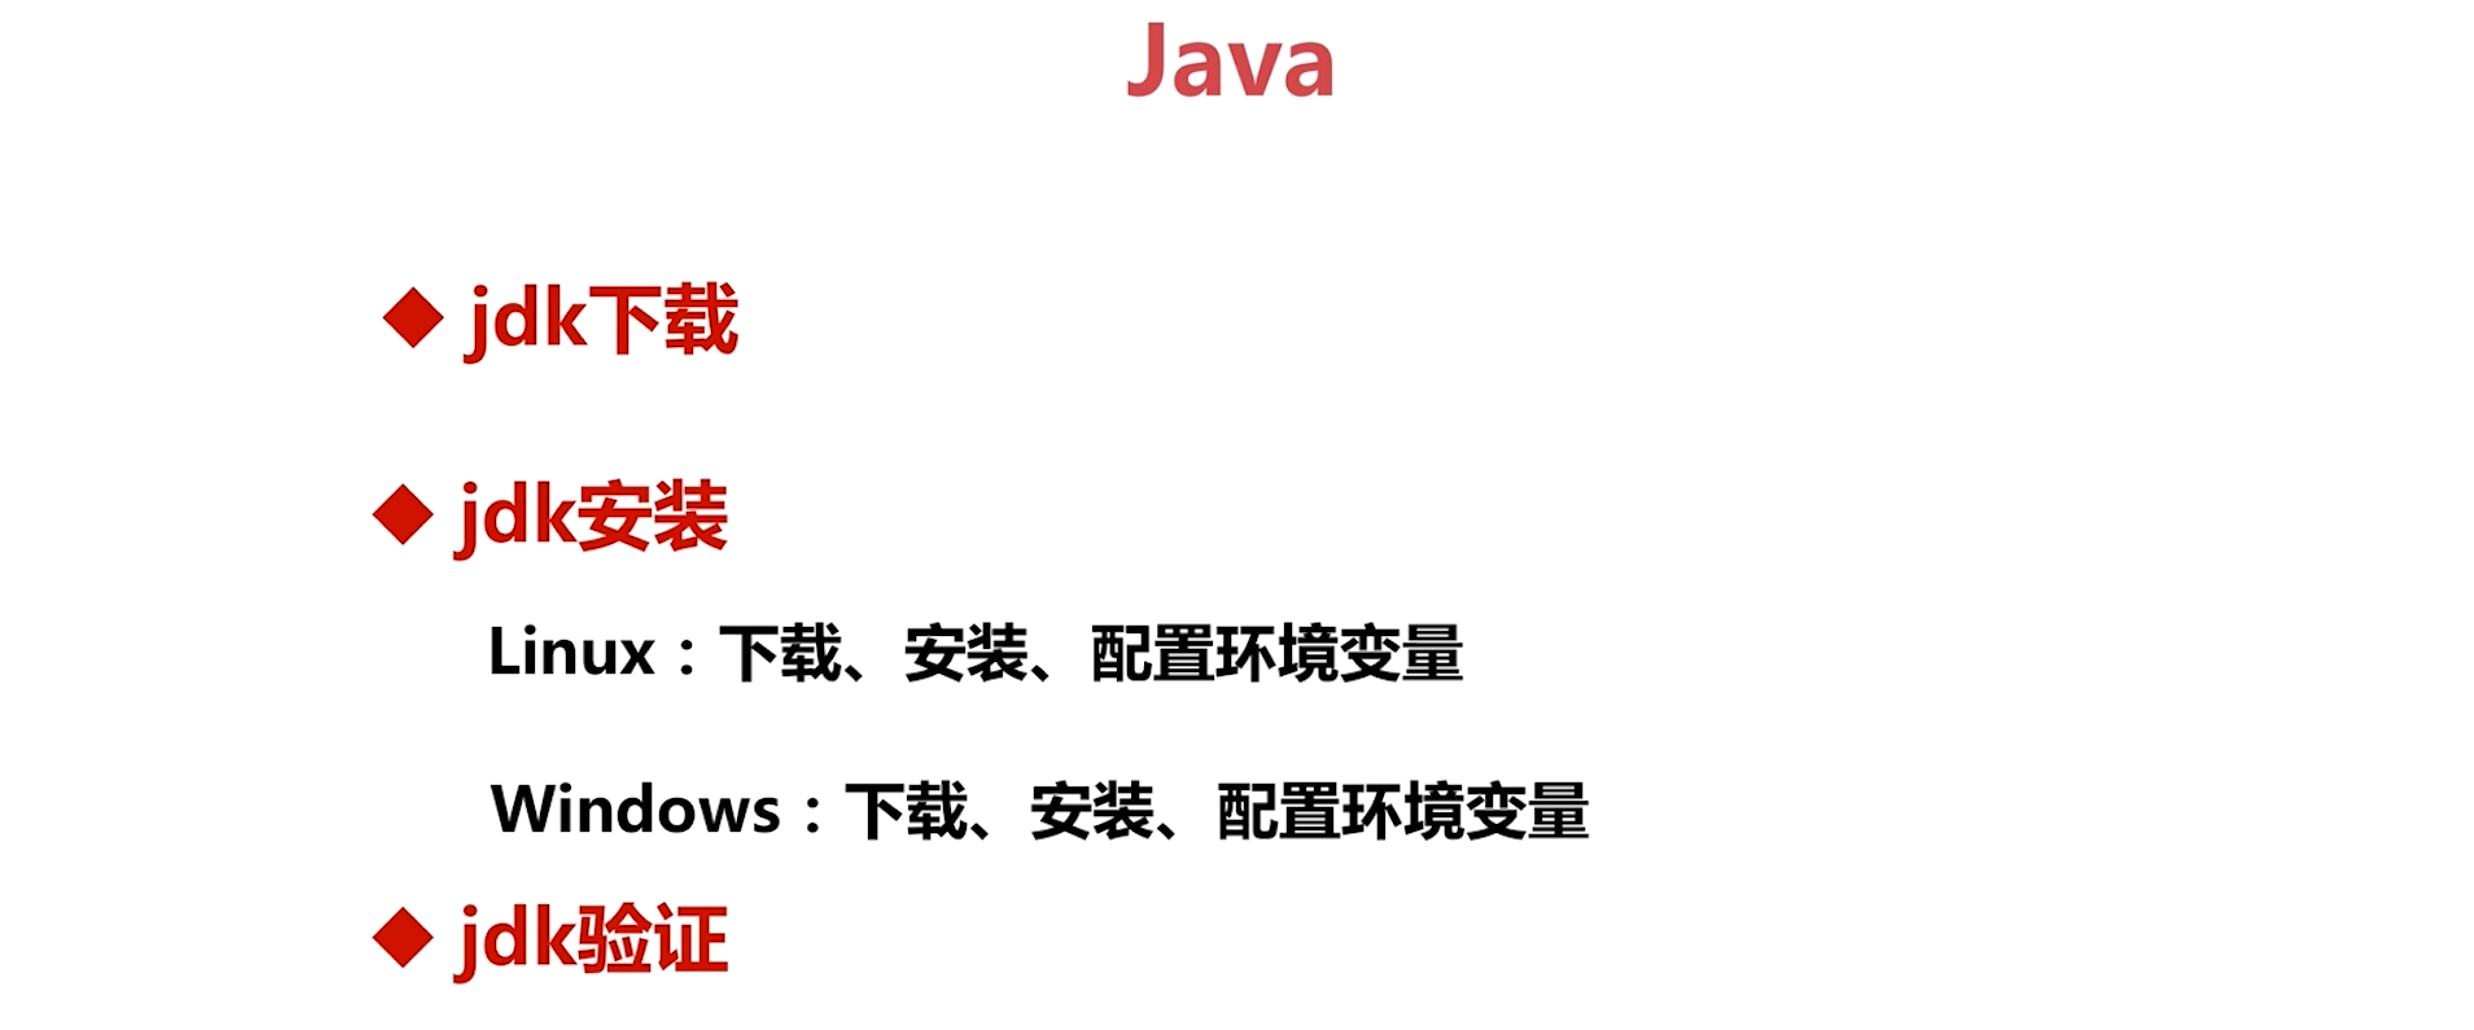 Java
◆ jdk下载
◆ jdk安装
Linux：下载、安装、配置环境变量
Windows：下载、安装、配置环境变量
◆ jdk验证